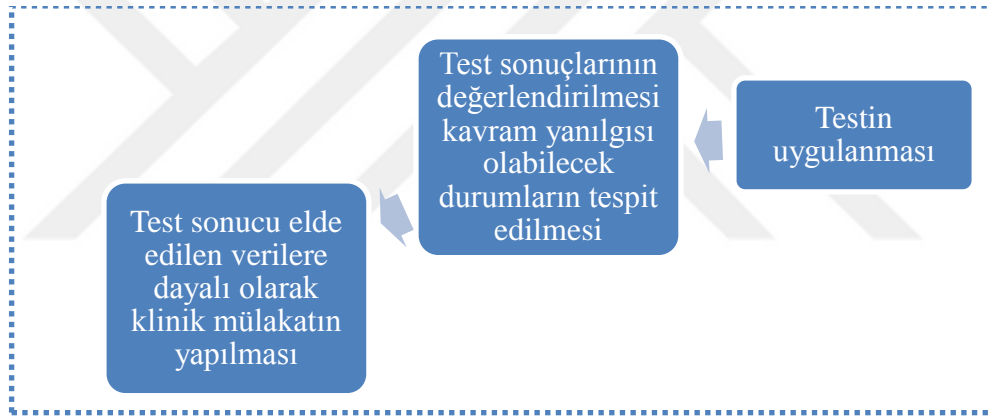 Test sonuçlarının
değerlendirilmesi
kavram yanılgısı
olabilecek
durumların tespit
edilmesi
Testin
uygulanması
Test sonucu elde
edilen verilere
dayalı olarak
klinik mülakatın
yapılması